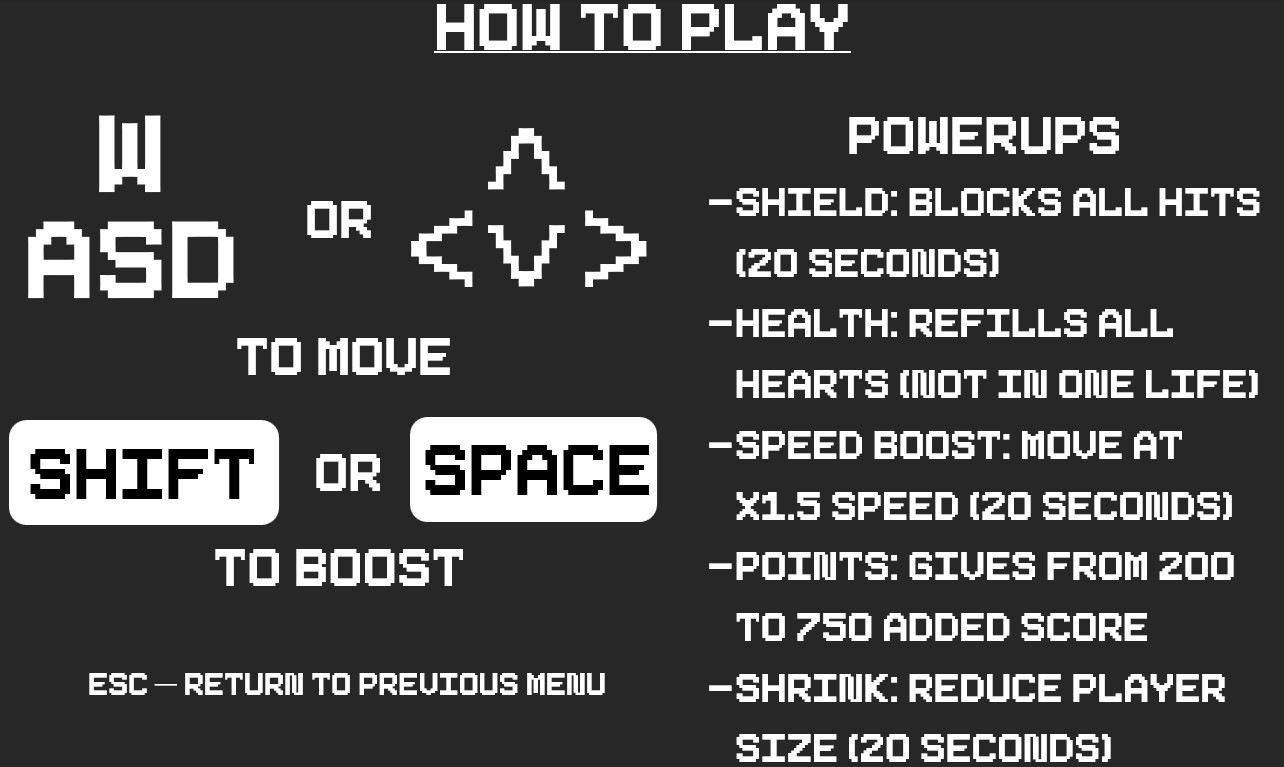 HOW TO PLAY
W
ASD
OR
^
< V >
TO MOVE
SHIFT OR SPACE
TO BOOST
ESC — RETURN TO PREVIOUS MENU
POWERUPS
-SHIELD: BLOCKS ALL HITS
(20 SECONDS)
-HEALTH: REFILLS ALL
HEARTS (NOT IN ONE LIFE)
-SPEED BOOST: MOVE AT
X1.5 SPEED (20 SECONDS)
-POINTS: GIVES FROM 200
TO 750 ADDED SCORE
-SHRINK: REDUCE PLAYER
SIZE (20 SECONDS)